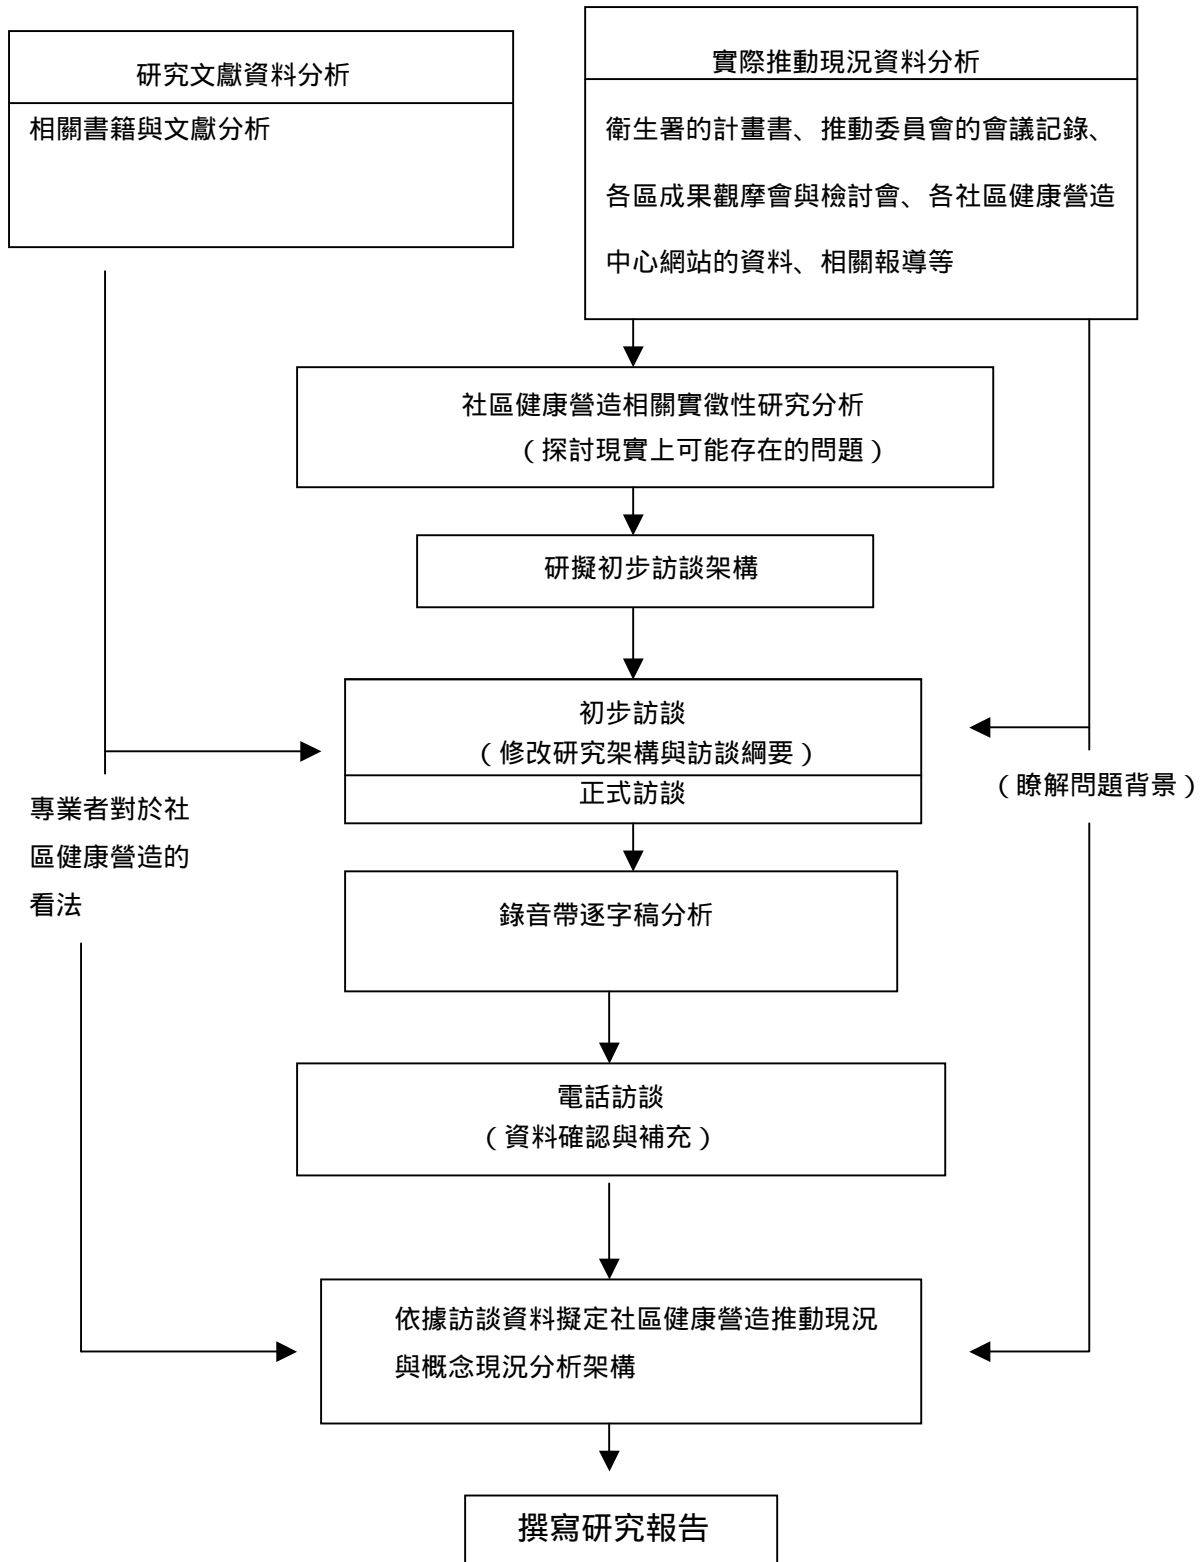 研究文獻資料分析
相關書籍與文獻分析
實際推動現況資料分析
衛生署的計畫書、推動委員會的會議記錄、
各區成果觀摩會與檢討會、各社區健康營造
中心網站的資料、相關報導等
社區健康營造相關實徵性研究分析
（探討現實上可能存在的問題）
研擬初步訪談架構
初步訪談
（修改研究架構與訪談綱要）
正式訪談
（瞭解問題背景）
專業者對於社
區健康營造的
看法
錄音帶逐字稿分析
電話訪談
（資料確認與補充）
依據訪談資料擬定社區健康營造推動現況
與概念現況分析架構
撰寫研究報告